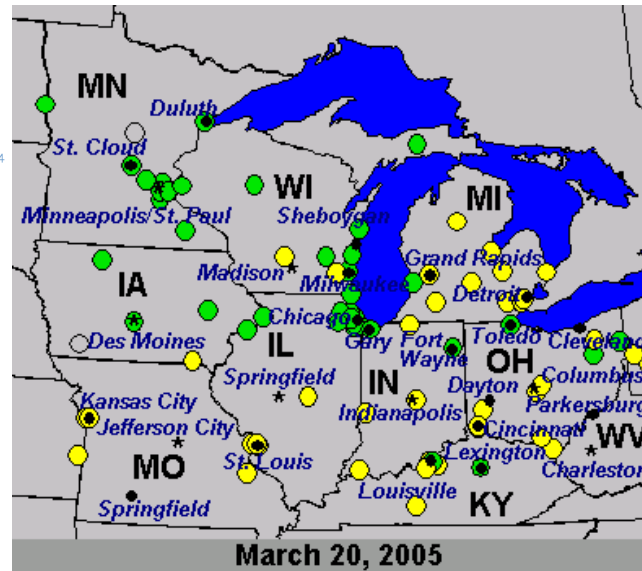 MN
Duluth
4
St. Cloud
WI
MI
Minneapolis/St. Paul
Sheboygan
Madison
Grand Rapids
Milwaukee
IA
Detroit
Chicago
Des Moines
Gary
Fort
Wayne
Toledo
Cleveland
IL
OH
Springfield
IN
Dayton
Columbus
Kansas City
Indianapolis
Parkersburg
Jefferson City
Cincinnati
WV
MO
St. Louis
Lexington
Charleston
Springfield
Louisville
KY
March 20, 2005